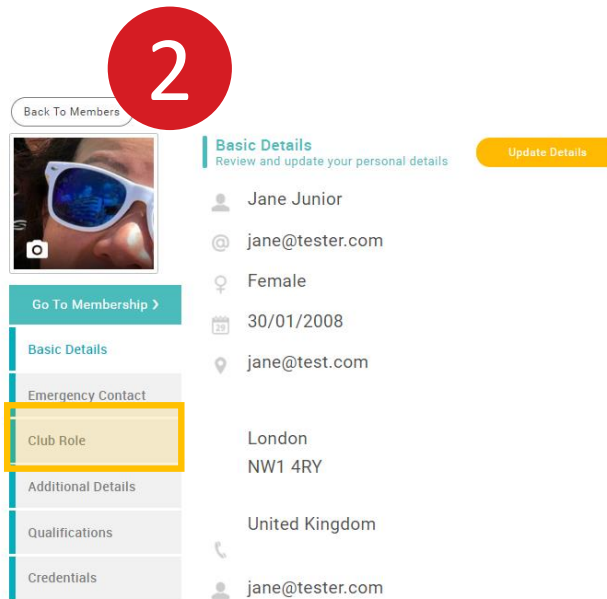 2
Back To Members
Basic Details
Review and update your personal details
Update Details
Jane Junior
@ jane@tester.com
Female
Go To Membership
29
30/01/2008
Basic Details
jane@test.com
Emergency Contact
Club Role
London
NW1 4RY
Additional Details
Qualifications
United Kingdom
Credentials
jane@tester.com